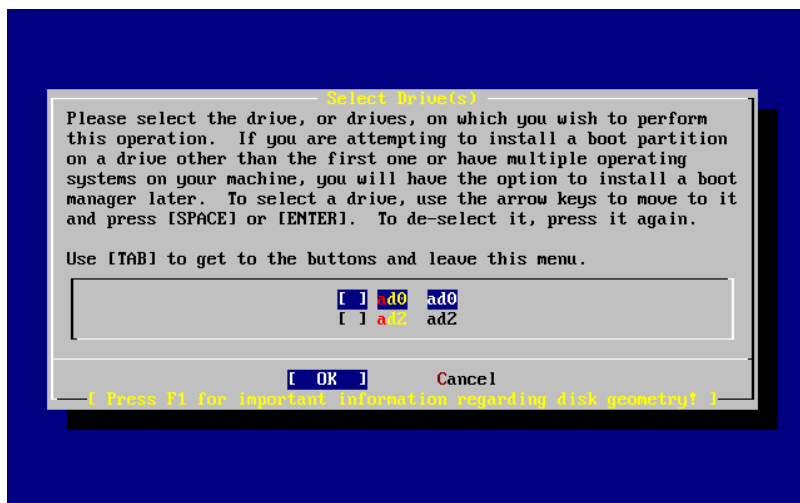 Select Drive(s)
Please select the drive, or drives, on which you wish to perform
this operation.  If you are attempting to install a boot partition
on a drive other than the first one or have multiple operating
systems on your machine, you will have the option to install a boot
manager later.  To select a drive, use the arrow keys to move to it
and press [SPACE] or [ENTER].  To de-select it, press it again.
Use [TAB] to get to the buttons and leave this menu.
[ ] ad0  ad0
[ ] ad2  ad2
[  OK  ]  Cancel
[ Press F1 for important information regarding disk geometry! ]